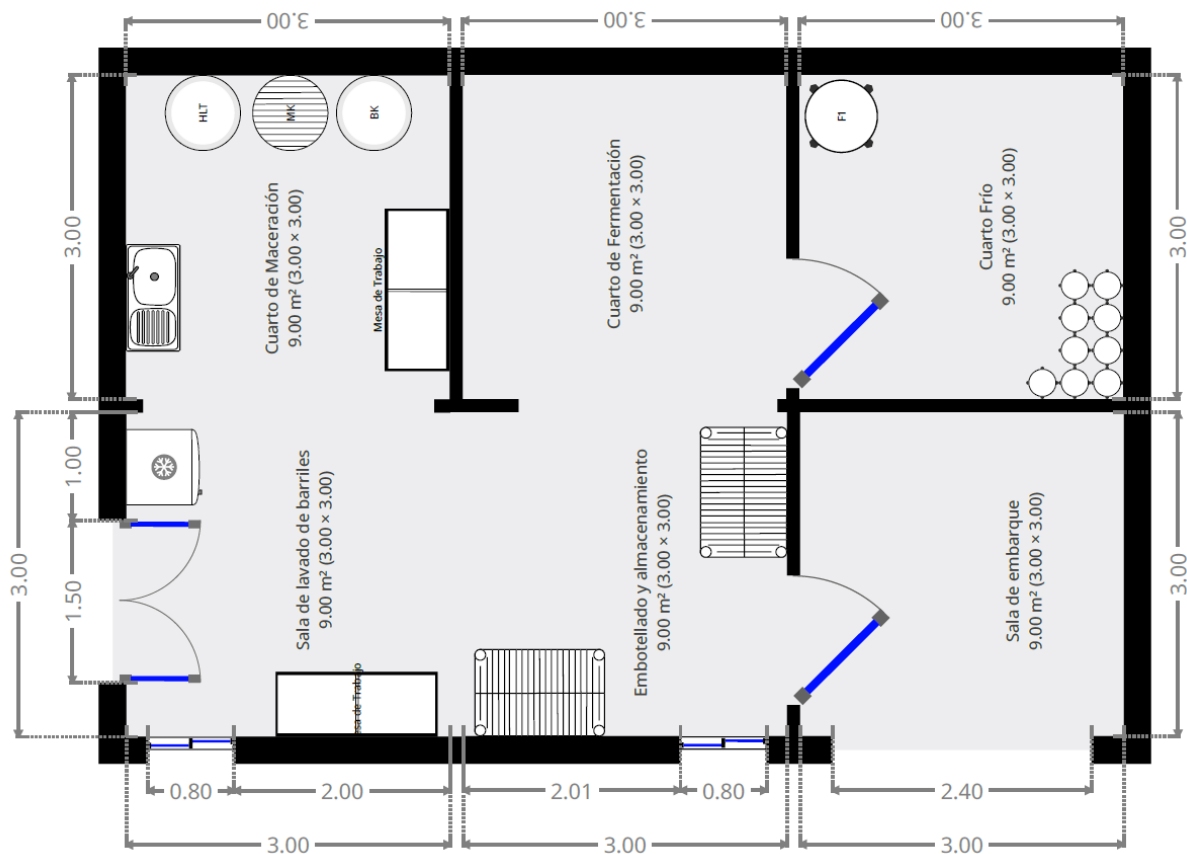 3.00
3.00
3.00
HLT
MK
BK
F1
3.00
3.00
Cuarto de Maceración
9.00 m² (3.00 × 3.00)
Mesa de Trabajo
Cuarto de Fermentación
9.00 m² (3.00 × 3.00)
Cuarto Frío
9.00 m² (3.00 × 3.00)
3.00
1.00
1.50
3.00
Sala de lavado de barriles
9.00 m² (3.00 × 3.00)
esa de Trabajo
Embotellado y almacenamiento
9.00 m² (3.00 × 3.00)
Sala de embarque
9.00 m² (3.00 × 3.00)
0.80
2.00
2.01
0.80
2.40
3.00
3.00
3.00